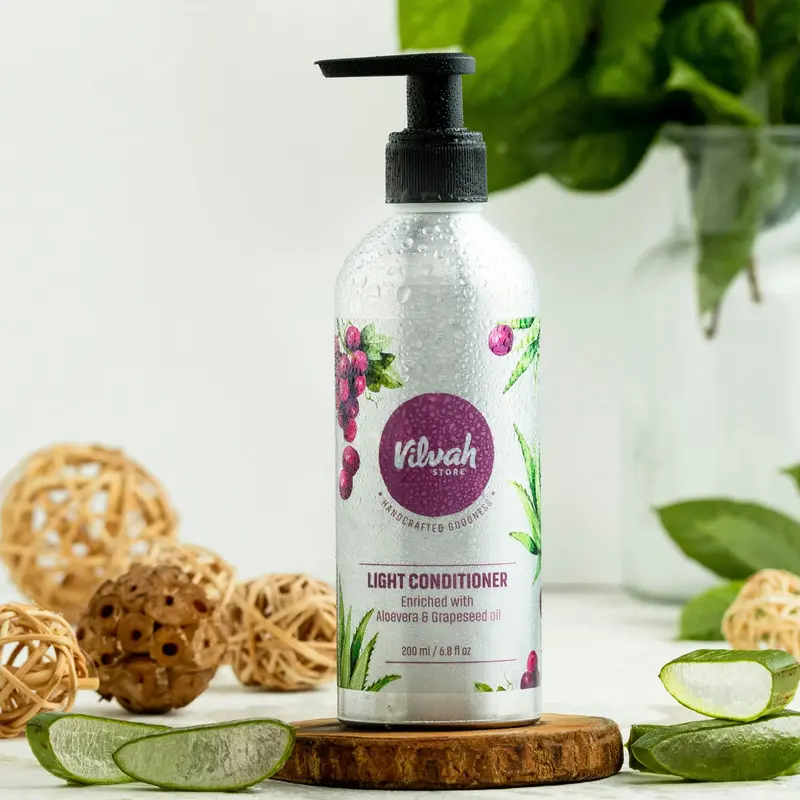 Vilvah
STORE
• HANDCRAFTED GOODNESS •
LIGHT CONDITIONER
Enriched with
Aloevera & Grapeseed oil
200 ml / 6.8 fl oz